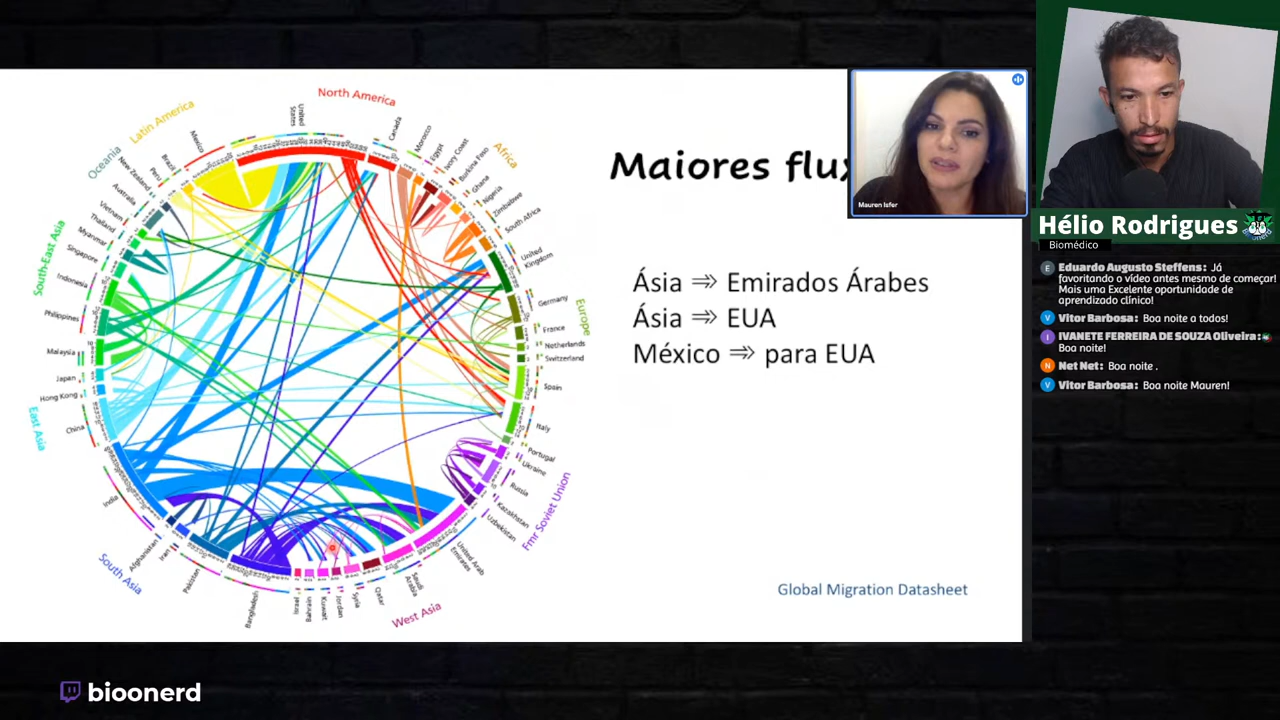 North America
Latin America
Oceania
South-East Asia
East Asia
South Asia
West Asia
Fmr Soviet Union
Europe
Africa
United States
Canada
Morocco
Egypt
Ivory Coast
Burkina Faso
Ghana
Nigeria
Zimbabwe
South Africa
United Kingdom
Germany
France
Netherlands
Switzerland
Spain
Italy
Portugal
Ukraine
Russia
Kazakhstan
Uzbekistan
United Arab Emirates
Saudi Arabia
Qatar
Syria
Jordan
Kuwait
Bahrain
Israel
Bangladesh
Pakistan
Iran
Afghanistan
India
China
Hong Kong
Japan
Malaysia
Philippines
Indonesia
Singapore
Myanmar
Thailand
Vietnam
Australia
New Zealand
Peru
Brazil
Mexico
Maiores flux
Mauren Isfer
Ásia ⇒ Emirados Árabes
Ásia ⇒ EUA
México ⇒ para EUA
Global Migration Datasheet
Hélio Rodrigues
Biomédico
E Eduardo Augusto Steffens: Já
favoritando o vídeo antes mesmo de começar!
Mais uma Excelente oportunidade de
aprendizado clínico!
V Vitor Barbosa: Boa noite a todos!
I IVANETE FERREIRA DE SOUZA Oliveira:
Boa noite!
N Net Net: Boa noite .
V Vitor Barbosa: Boa noite Mauren!
bioonerd